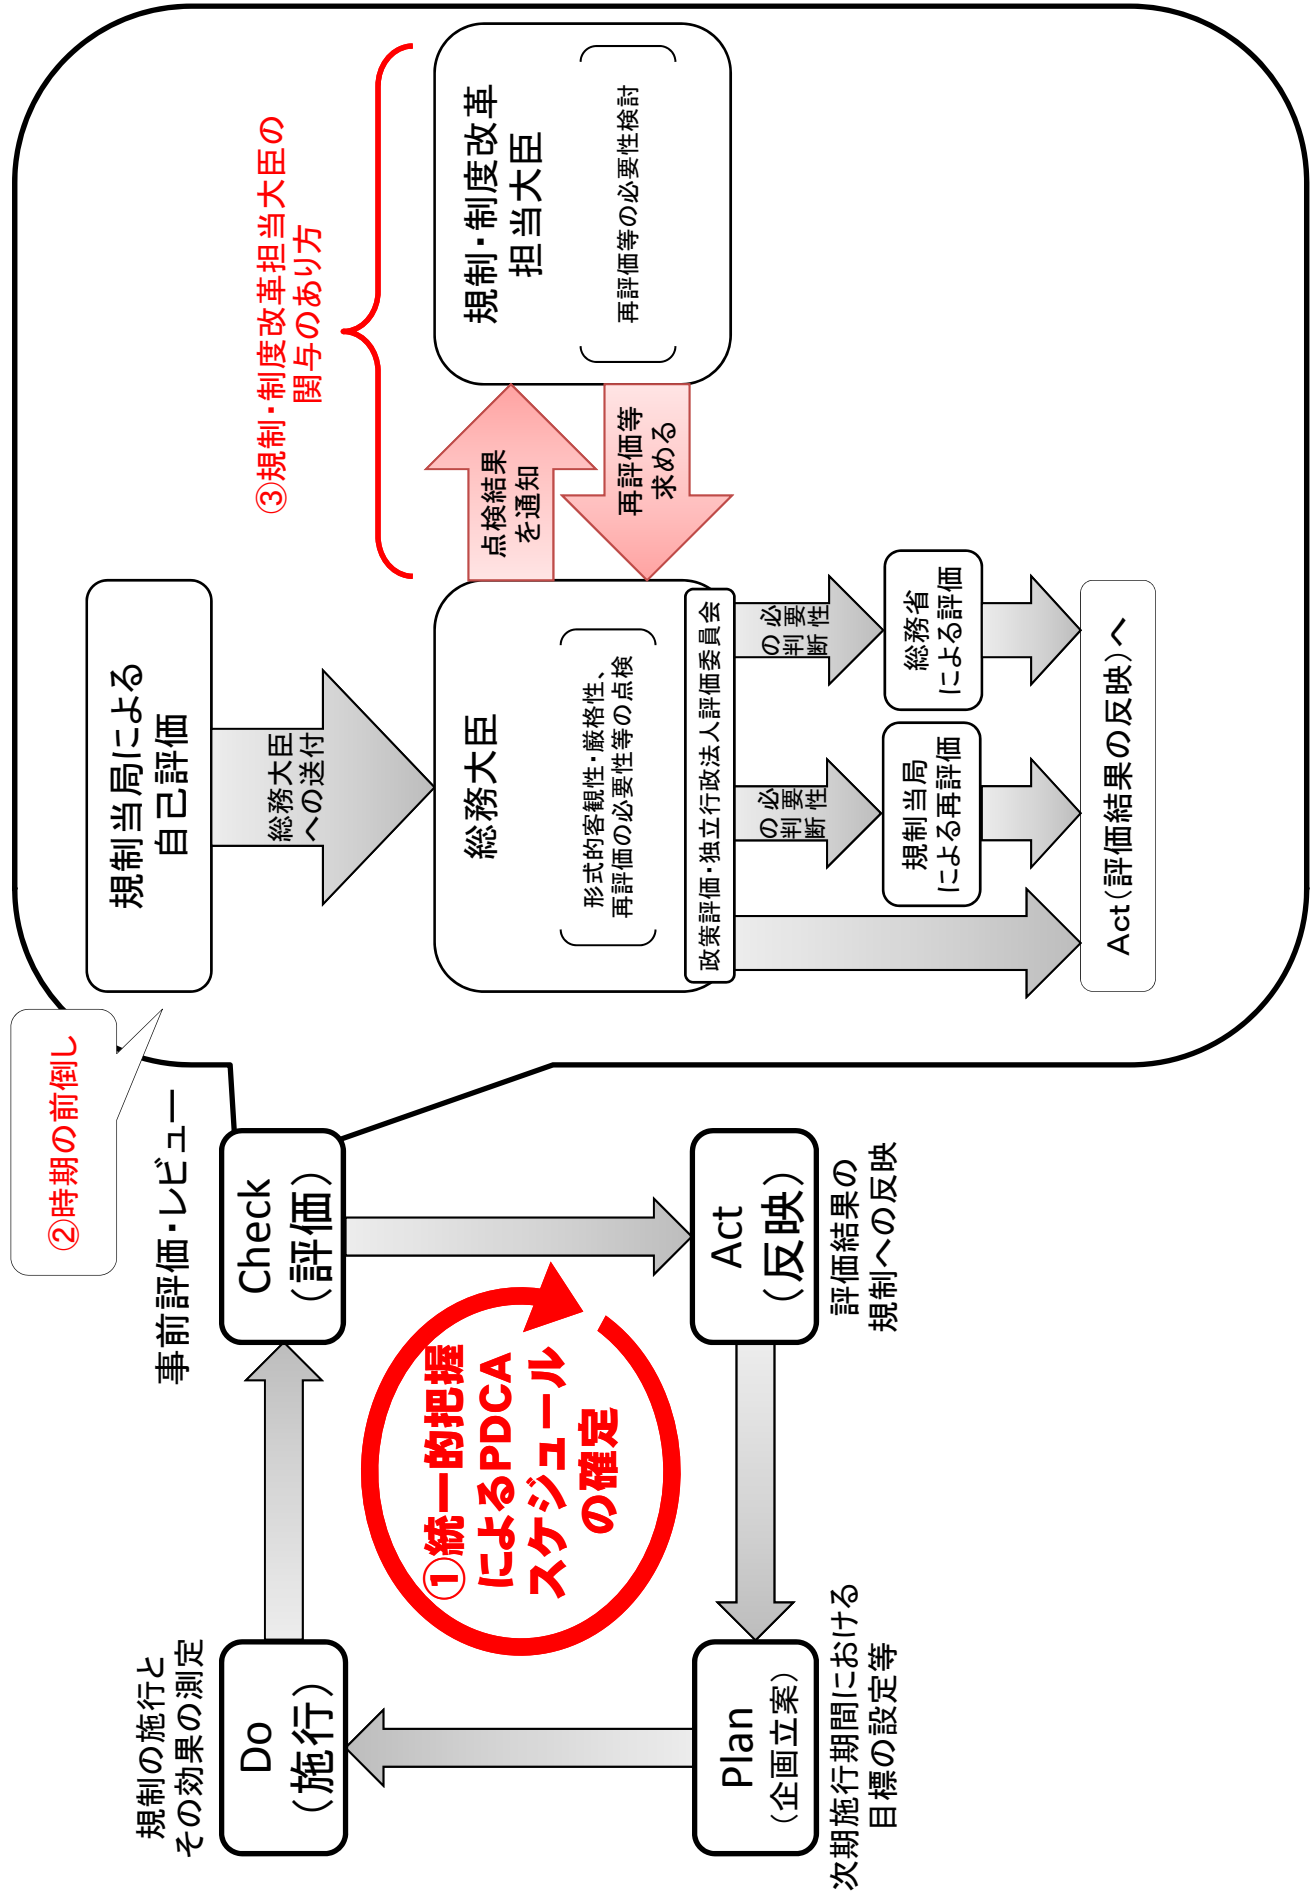 規制の施行と
その効果の測定
Do
（施行）
事前評価・レビュー
Check
（評価）
②時期の前倒し
①統一的把握
によるPDCA
スケジュール
の確定
Plan
（企画立案）
次期施行期間における
目標の設定等
Act
（反映）
評価結果の
規制への反映
規制当局による
自己評価
総務大臣
への送付
総務大臣
形式的客観性・厳格性、
再評価の必要性等の点検
政策評価・独立行政法人評価委員会
必要性
の判断
必要性
の判断
規制当局
による再評価
総務省
による評価
Act（評価結果の反映）へ
③規制・制度改革担当大臣の
関与のあり方
点検結果
を通知
再評価等
求める
規制・制度改革
担当大臣
再評価等の必要性検討